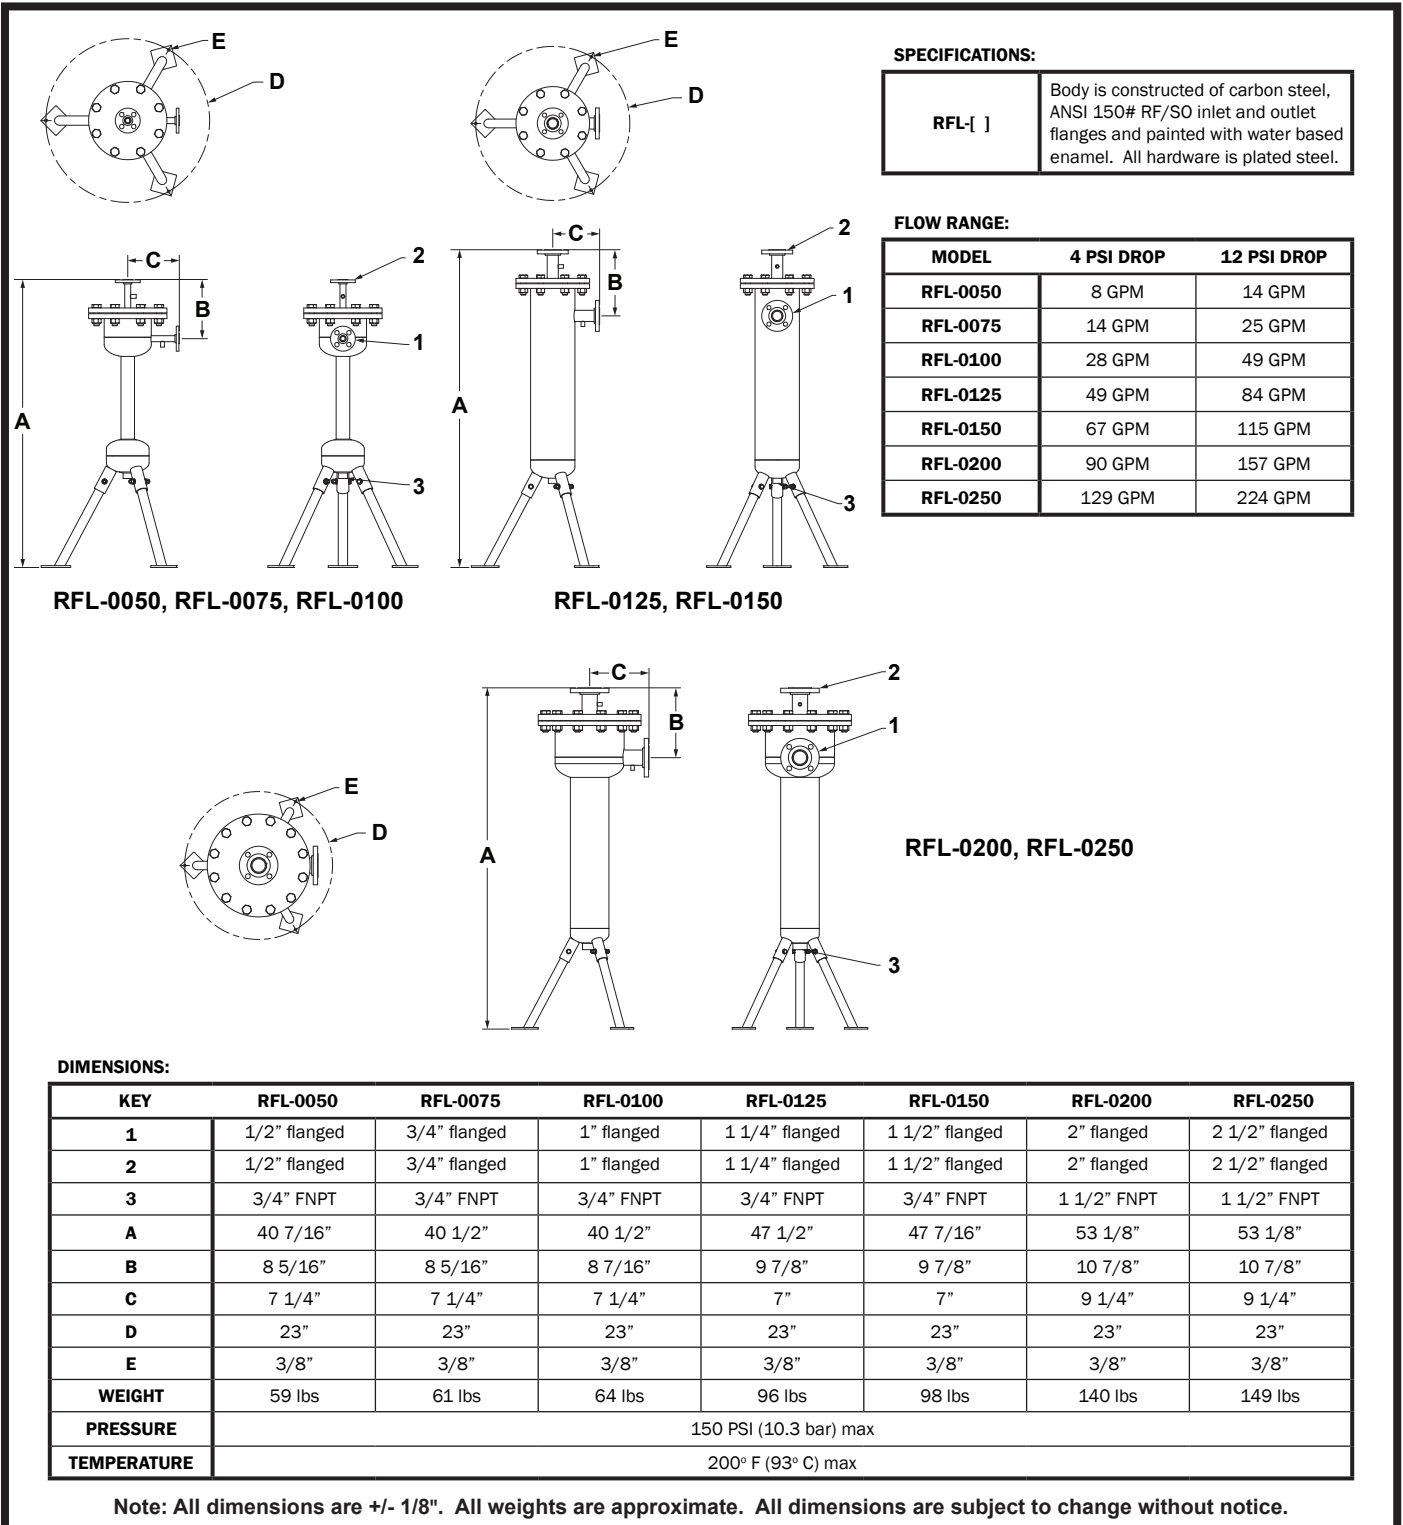 E
D
E
D
SPECIFICATIONS:
RFL-[ ]
Body is constructed of carbon steel,
ANSI 150# RF/SO inlet and outlet
flanges and painted with water based
enamel. All hardware is plated steel.
C
2
B
1
A
3
C
2
B
1
A
3
FLOW RANGE:
MODEL 4 PSI DROP 12 PSI DROP
RFL-0050 8 GPM 14 GPM
RFL-0075 14 GPM 25 GPM
RFL-0100 28 GPM 49 GPM
RFL-0125 49 GPM 84 GPM
RFL-0150 67 GPM 115 GPM
RFL-0200 90 GPM 157 GPM
RFL-0250 129 GPM 224 GPM
RFL-0050, RFL-0075, RFL-0100
RFL-0125, RFL-0150
E
D
C
2
B
1
A
3
RFL-0200, RFL-0250
DIMENSIONS:
KEY RFL-0050 RFL-0075 RFL-0100 RFL-0125 RFL-0150 RFL-0200 RFL-0250
1 1/2” flanged 3/4” flanged 1” flanged 1 1/4” flanged 1 1/2” flanged 2” flanged 2 1/2” flanged
2 1/2” flanged 3/4” flanged 1” flanged 1 1/4” flanged 1 1/2” flanged 2” flanged 2 1/2” flanged
3 3/4” FNPT 3/4” FNPT 3/4” FNPT 3/4” FNPT 3/4” FNPT 1 1/2” FNPT 1 1/2” FNPT
A 40 7/16” 40 1/2” 40 1/2” 47 1/2” 47 7/16” 53 1/8” 53 1/8”
B 8 5/16” 8 5/16” 8 7/16” 9 7/8” 9 7/8” 10 7/8” 10 7/8”
C 7 1/4” 7 1/4” 7 1/4” 7” 7” 9 1/4” 9 1/4”
D 23” 23” 23” 23” 23” 23” 23”
E 3/8” 3/8” 3/8” 3/8” 3/8” 3/8” 3/8”
WEIGHT 59 lbs 61 lbs 64 lbs 96 lbs 98 lbs 140 lbs 149 lbs
PRESSURE 150 PSI (10.3 bar) max
TEMPERATURE 200º F (93º C) max
Note: All dimensions are +/- 1/8". All weights are approximate. All dimensions are subject to change without notice.